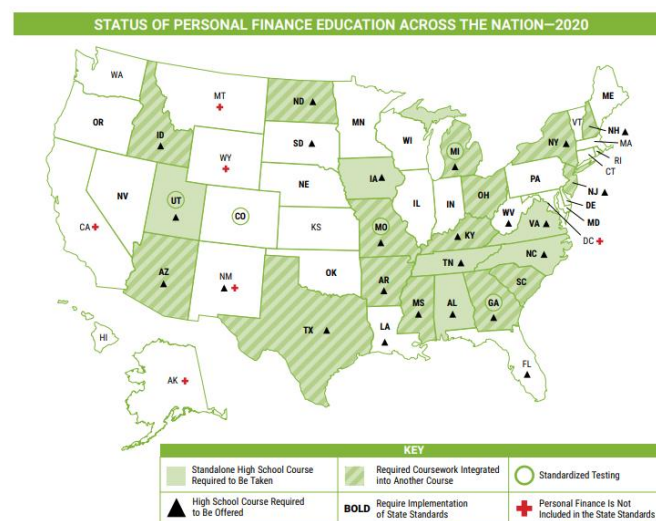 STATUS OF PERSONAL FINANCE EDUCATION ACROSS THE NATION—2020
WA
MT
ND
MN
ME
VT
OR
ID
SD
WI
MI
NY
NH
MA
WY
RI
CT
NE
IA
PA
NJ
NV
UT
CO
IL
IN
OH
DE
MD
CA
KS
MO
KY
WV
VA
DC
AZ
NM
OK
AR
TN
NC
SC
TX
MS
AL
GA
LA
HI
FL
AK
KEY
Standalone High School Course
Required to Be Taken
Required Coursework Integrated
into Another Course
Standardized Testing
High School Course Required
to Be Offered
BOLD Require Implementation
of State Standards
Personal Finance Is Not
Included in the State Standards